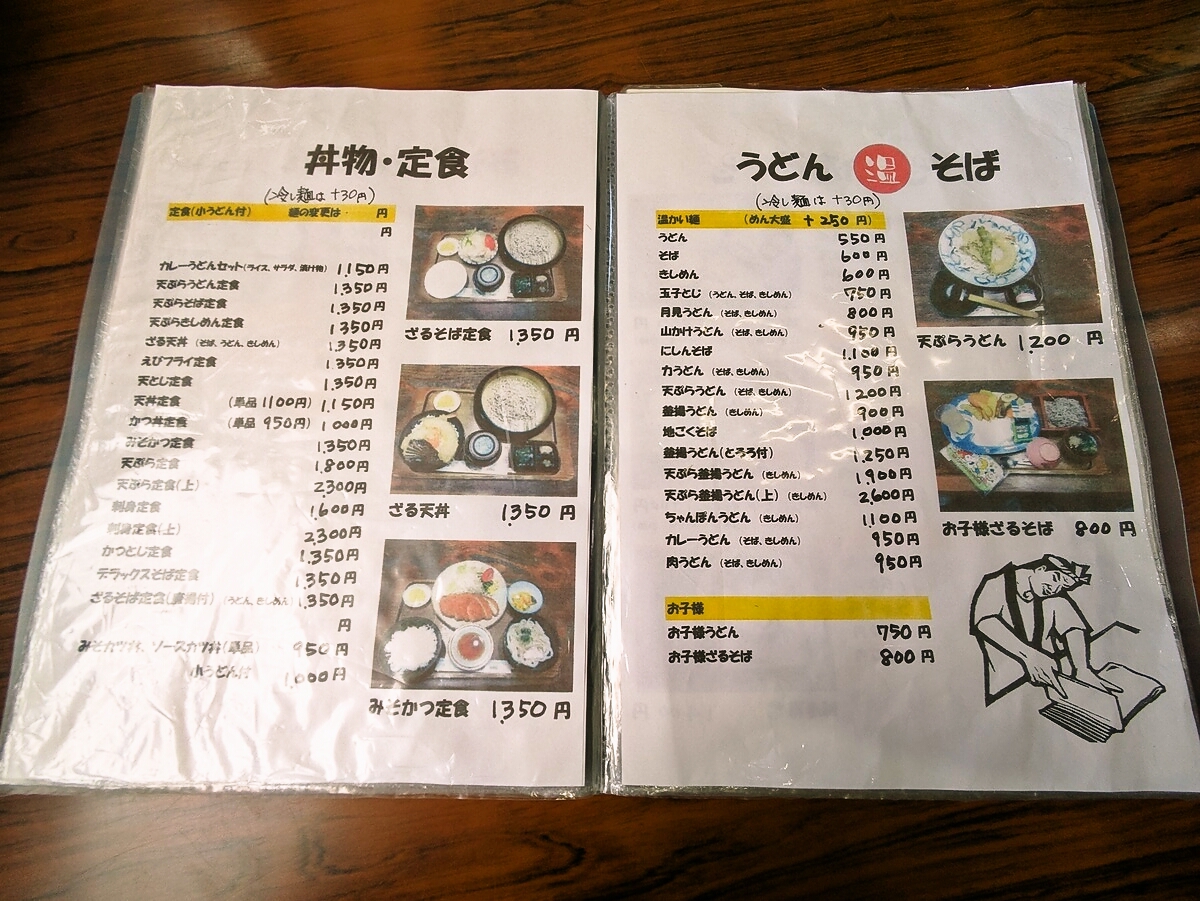 丼物・定食
(冷し麺は +30円)
定食(小うどん付) 麺の変更は 円
円
カレーうどんセット(ライス、サラダ、漬け物) 1,150円
天ぷらうどん定食 1,350円
天ぷらそば定食 1,350円
天ぷらきしめん定食 1,350円
ざる天丼 (そば、うどん、きしめん) 1,350円
えびフライ定食 1,350円
天とじ定食 1,350円
天丼定食 (単品 1100円) 1,150円
かつ丼定食 (単品 950円) 1000円
みそかつ定食 1,350円
天ぷら定食 1,800円
天ぷら定食(上) 2300円
刺身定食 1,600円
刺身定食(上) 2,300円
かつとじ定食 1,350円
デラックスそば定食 1,350円
ざるそば定食(唐揚付) (うどん、きしめん) 1,350円
円
みそカツ丼、ソースカツ丼(単品) 950円
小うどん付 1,000円
ざるそば定食 1,350円
ざる天丼 1,350円
みそかつ定食 1,350円
うどん 温 そば
(冷し麺は +30円)
温かい麺 (めん大盛 +250円)
うどん 550円
そば 600円
きしめん 600円
玉子とじ (うどん、そば、きしめん) 750円
月見うどん (そば、きしめん) 800円
山かけうどん (そば、きしめん) 950円
にしんそば 1,100円
力うどん (そば、きしめん) 950円
天ぷらうどん (そば、きしめん) 1200円
釜揚うどん (きしめん) 900円
地ごくそば 1,000円
釜揚うどん(とろろ付) 1,250円
天ぷら釜揚うどん (きしめん) 1,900円
天ぷら釜揚うどん(上) (きしめん) 2,600円
ちゃんぽんうどん (きしめん) 1100円
カレーうどん (そば、きしめん) 950円
肉うどん (そば、きしめん) 950円
お子様
お子様うどん 750円
お子様ざるそば 800円
天ぷらうどん 1,200円
お子様ざるそば 800円